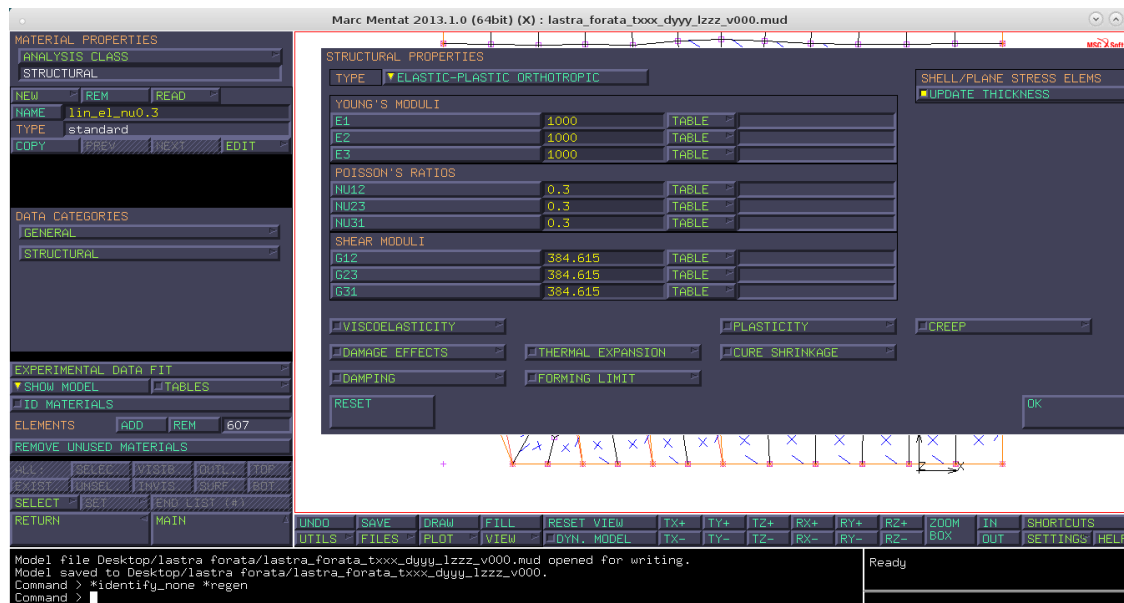 Marc Mentat 2013.1.0 (64bit) (X) : lastra_forata_txxx_dyyy_lzzz_v000.mud
MATERIAL PROPERTIES
ANALYSIS CLASS
STRUCTURAL
NEW REM READ
NAME lin_el_nu0.3
TYPE standard
COPY PREV NEXT EDIT
DATA CATEGORIES
GENERAL
STRUCTURAL
EXPERIMENTAL DATA FIT
SHOW MODEL TABLES
ID MATERIALS
ELEMENTS ADD REM 607
REMOVE UNUSED MATERIALS
ALL: SELEC. VISIB. OUTL. TOP
EXIST. UNSEL. INVIS. SURF. BOT.
SELECT SET END LIST (#)
RETURN MAIN
STRUCTURAL PROPERTIES
TYPE ELASTIC-PLASTIC ORTHOTROPIC
SHELL/PLANE STRESS ELEMS
UPDATE THICKNESS
YOUNG'S MODULI
E1 1000 TABLE
E2 1000 TABLE
E3 1000 TABLE
POISSON'S RATIOS
NU12 0.3 TABLE
NU23 0.3 TABLE
NU31 0.3 TABLE
SHEAR MODULI
G12 384.615 TABLE
G23 384.615 TABLE
G31 384.615 TABLE
VISCOELASTICITY PLASTICITY CREEP
DAMAGE EFFECTS THERMAL EXPANSION CURE SHRINKAGE
DAMPING FORMING LIMIT
RESET OK
Z X
UNDO SAVE DRAW FILL RESET VIEW TX+ TY+ TZ+ RX+ RY+ RZ+ ZOOM BOX IN SHORTCUTS
UTILS FILES PLOT VIEW DYN. MODEL TX- TY- TZ- RX- RY- RZ- OUT SETTINGS HELP
Model file Desktop/lastra forata/lastra_forata_txxx_dyyy_lzzz_v000.mud opened for writing.
Model saved to Desktop/lastra forata/lastra_forata_txxx_dyyy_lzzz_v000.
Command > *identify_none *regen
Command >
Ready